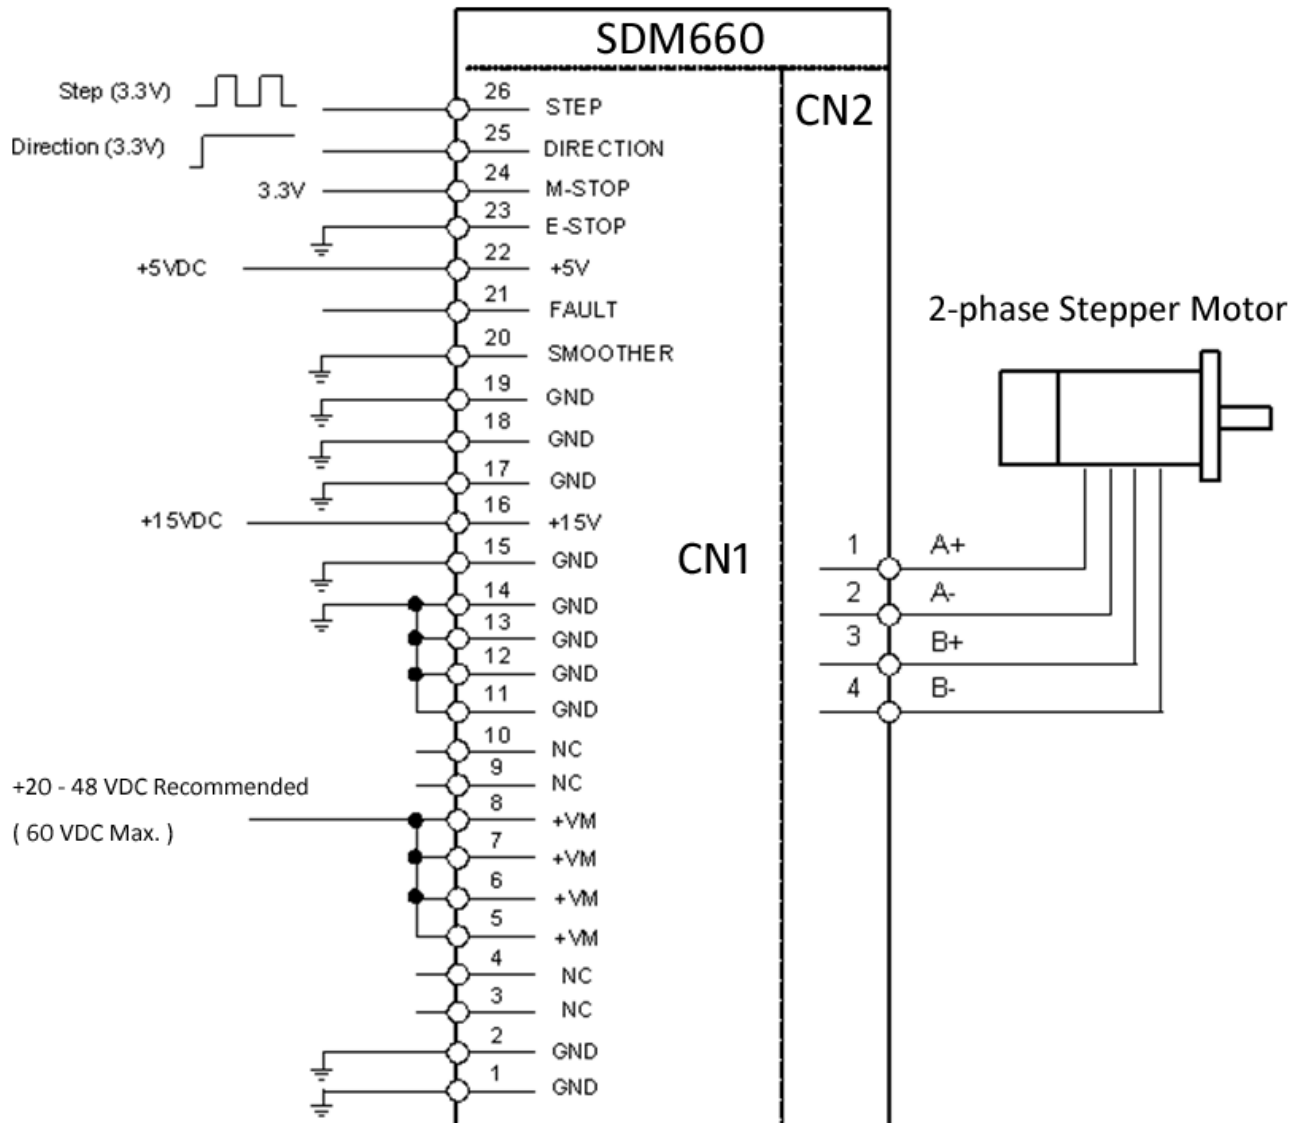 SDM660
CN2
Step (3.3V)
26 STEP
Direction (3.3V)
25 DIRECTION
3.3V
24 M-STOP
23 E-STOP
+5VDC
22 +5V
21 FAULT
20 SMOOTHER
19 GND
18 GND
17 GND
+15VDC
16 +15V
15 GND
14 GND
13 GND
12 GND
11 GND
10 NC
9 NC
+20 - 48 VDC Recommended
( 60 VDC Max. )
8 +VM
7 +VM
6 +VM
5 +VM
4 NC
3 NC
2 GND
1 GND
CN1
2-phase Stepper Motor
1 A+
2 A-
3 B+
4 B-